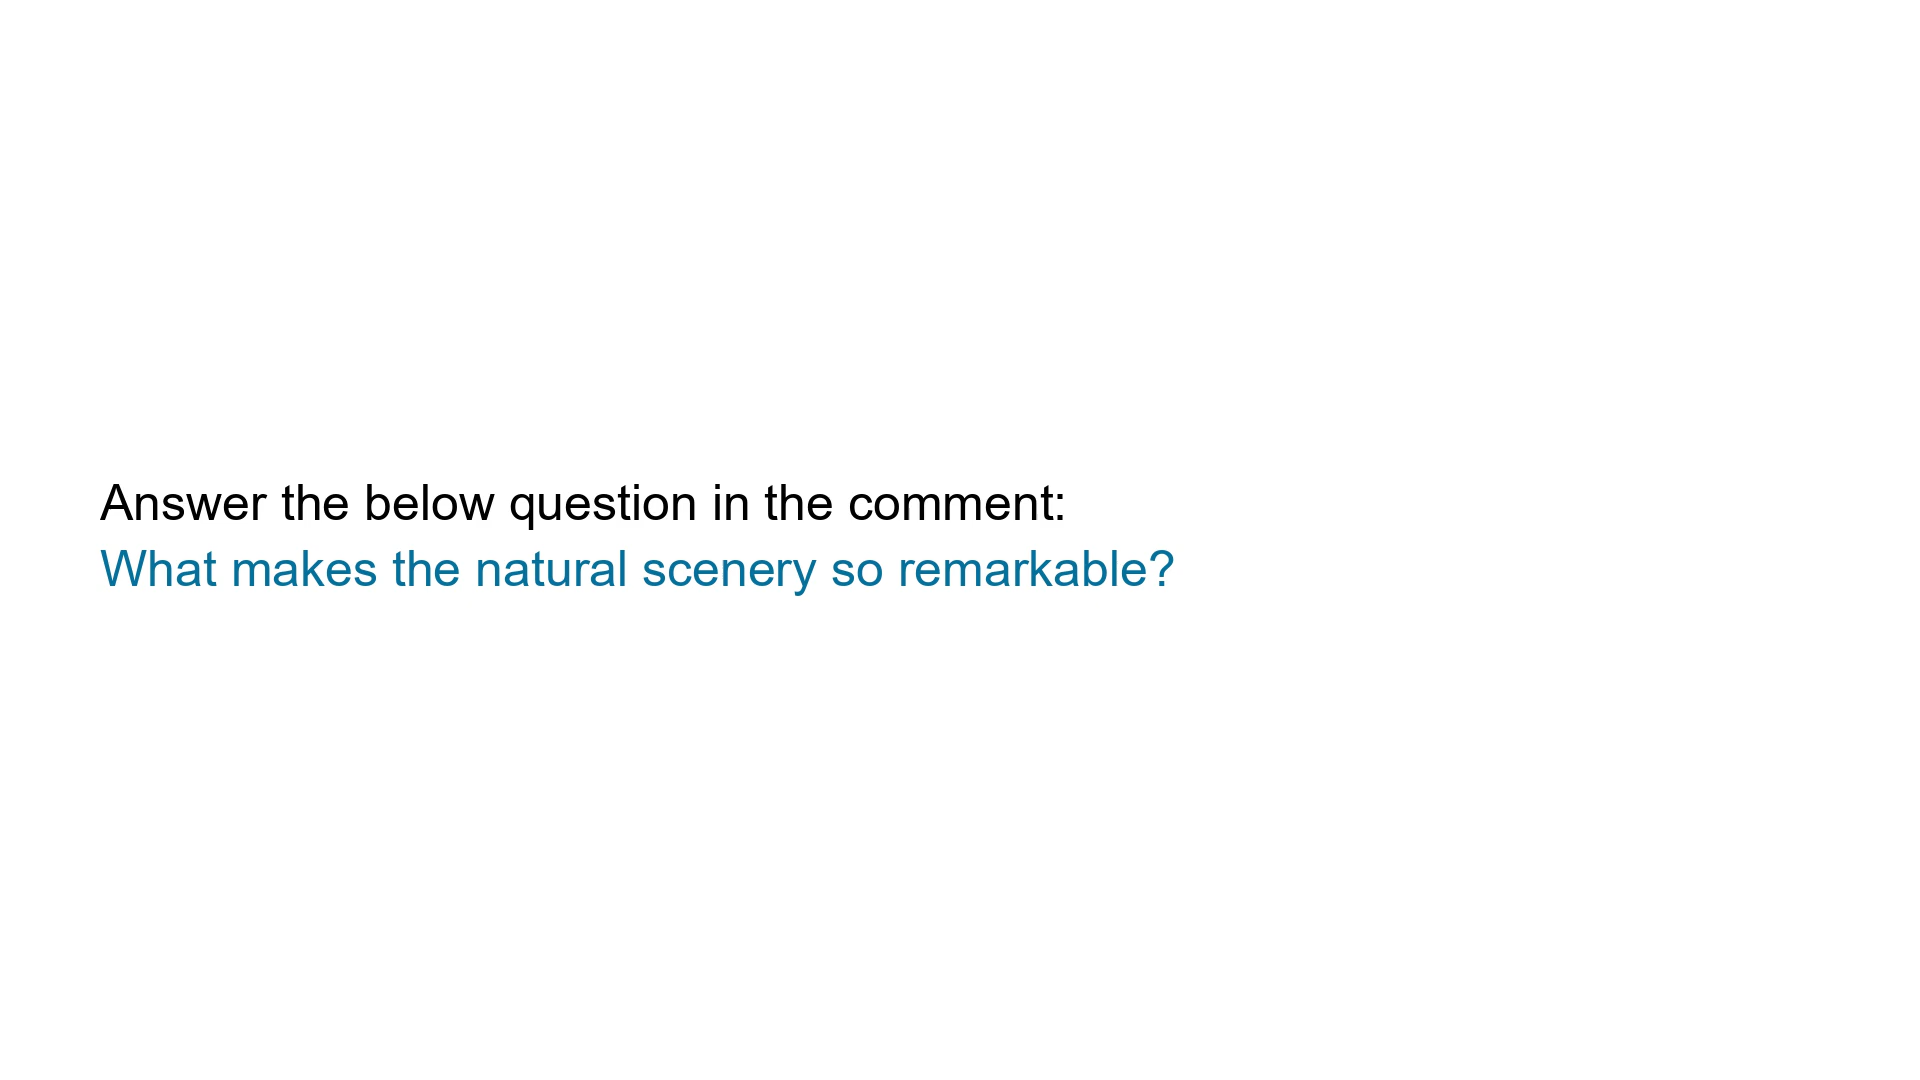 Answer the below question in the comment:
What makes the natural scenery so remarkable?